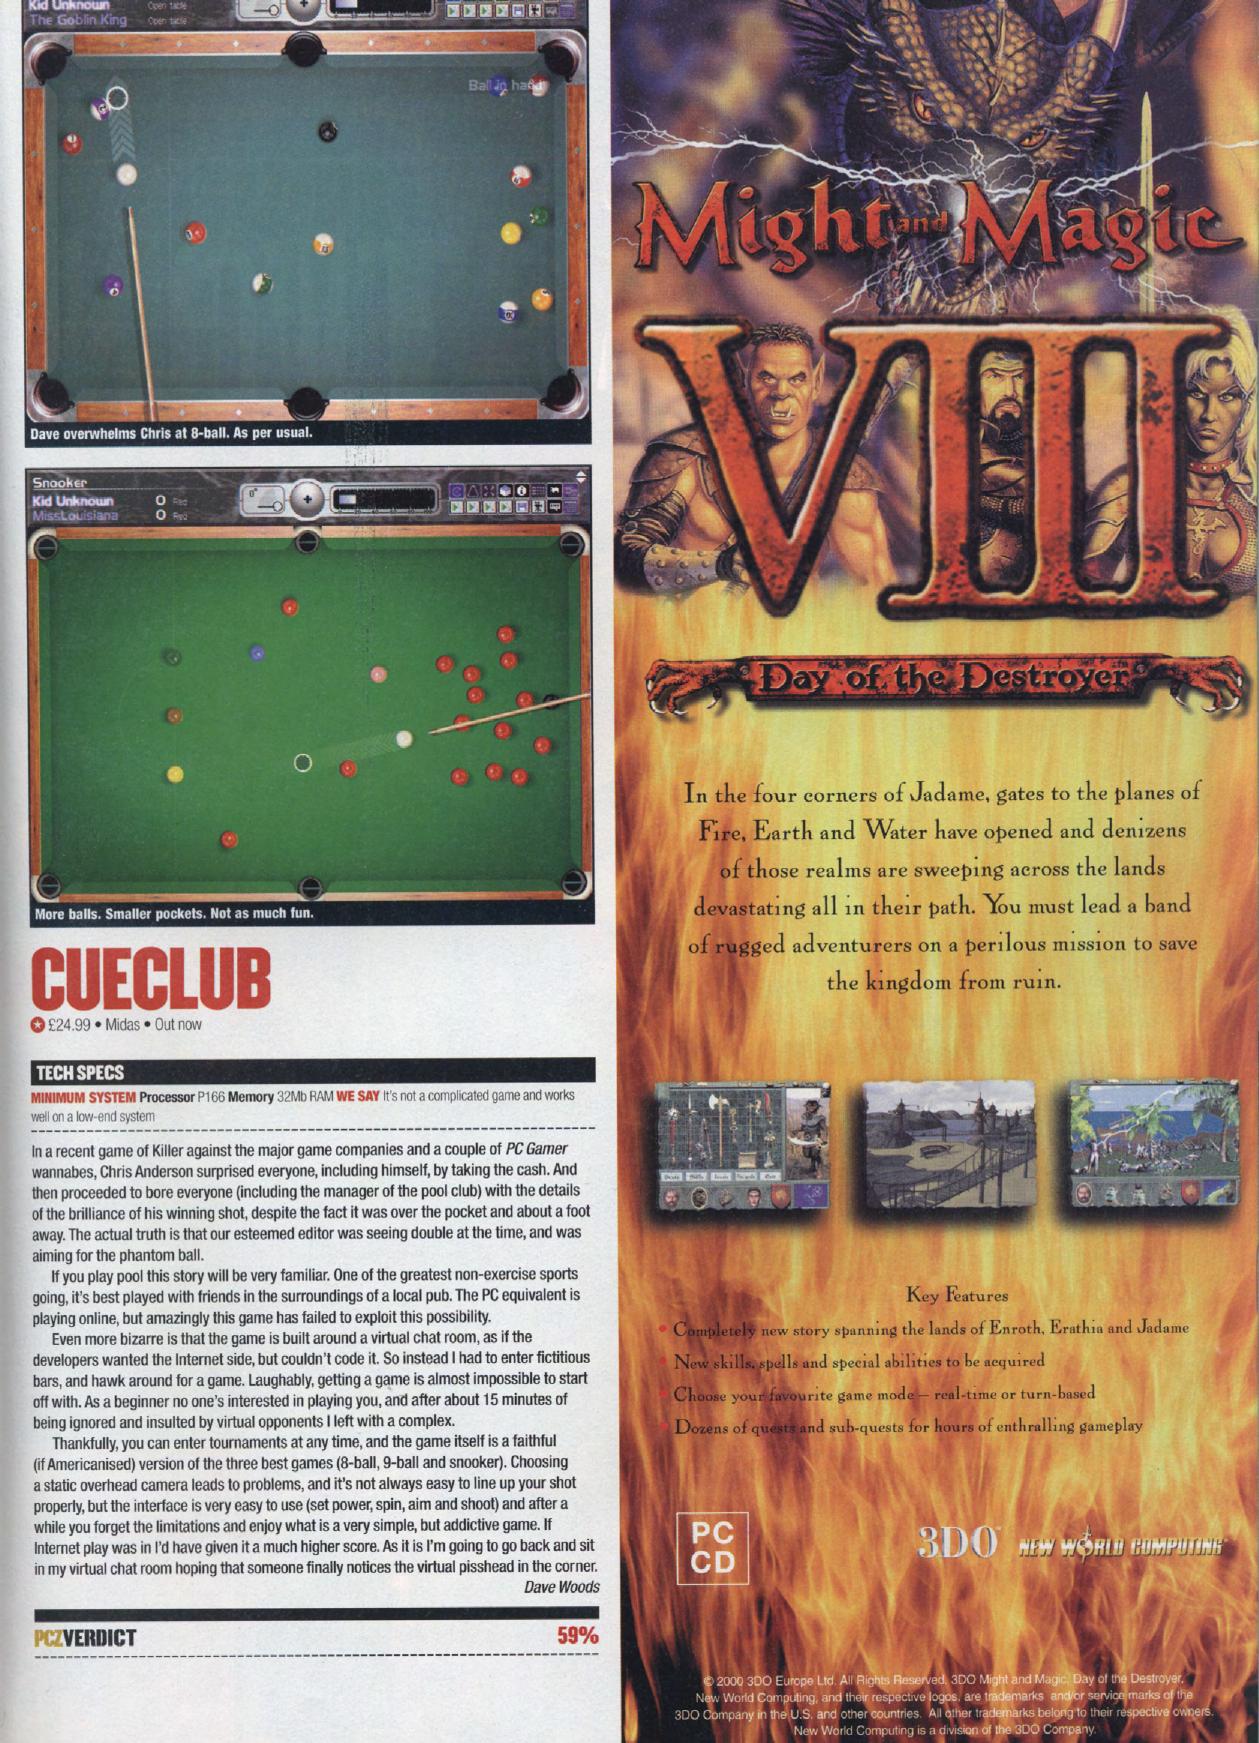 Kid Unknown Open table
The Goblin King Open table
Ball in hand
Dave overwhelms Chris at 8-ball. As per usual.
Snooker
Kid Unknown 0 Red
MissLouisiana 0 Red
More balls. Smaller pockets. Not as much fun.
CUECLUB
£24.99 • Midas • Out now
TECH SPECS
MINIMUM SYSTEM Processor P166 Memory 32Mb RAM WE SAY It's not a complicated game and works
well on a low-end system
In a recent game of Killer against the major game companies and a couple of PC Gamer
wannabes, Chris Anderson surprised everyone, including himself, by taking the cash. And
then proceeded to bore everyone (including the manager of the pool club) with the details
of the brilliance of his winning shot, despite the fact it was over the pocket and about a foot
away. The actual truth is that our esteemed editor was seeing double at the time, and was
aiming for the phantom ball.
If you play pool this story will be very familiar. One of the greatest non-exercise sports
going, it's best played with friends in the surroundings of a local pub. The PC equivalent is
playing online, but amazingly this game has failed to exploit this possibility.
Even more bizarre is that the game is built around a virtual chat room, as if the
developers wanted the Internet side, but couldn't code it. So instead I had to enter fictitious
bars, and hawk around for a game. Laughably, getting a game is almost impossible to start
off with. As a beginner no one's interested in playing you, and after about 15 minutes of
being ignored and insulted by virtual opponents I left with a complex.
Thankfully, you can enter tournaments at any time, and the game itself is a faithful
(if Americanised) version of the three best games (8-ball, 9-ball and snooker). Choosing
a static overhead camera leads to problems, and it's not always easy to line up your shot
properly, but the interface is very easy to use (set power, spin, aim and shoot) and after a
while you forget the limitations and enjoy what is a very simple, but addictive game. If
Internet play was in I'd have given it a much higher score. As it is I'm going to go back and sit
in my virtual chat room hoping that someone finally notices the virtual pisshead in the corner.
Dave Woods
PCZVERDICT 59%
Might and Magic
VIII
Day of the Destroyer
In the four corners of Jadame, gates to the planes of
Fire, Earth and Water have opened and denizens
of those realms are sweeping across the lands
devastating all in their path. You must lead a band
of rugged adventurers on a perilous mission to save
the kingdom from ruin.
Key Features
• Completely new story spanning the lands of Enroth, Erathia and Jadame
• New skills, spells and special abilities to be acquired
• Choose your favourite game mode – real-time or turn-based
• Dozens of quests and sub-quests for hours of enthralling gameplay
PC
CD
3DO™ NEW WORLD COMPUTING
© 2000 3DO Europe Ltd. All Rights Reserved. 3DO Might and Magic, Day of the Destroyer,
New World Computing, and their respective logos, are trademarks and/or service marks of the
3DO Company in the U.S. and other countries. All other trademarks belong to their respective owners.
New World Computing is a division of the 3DO Company.